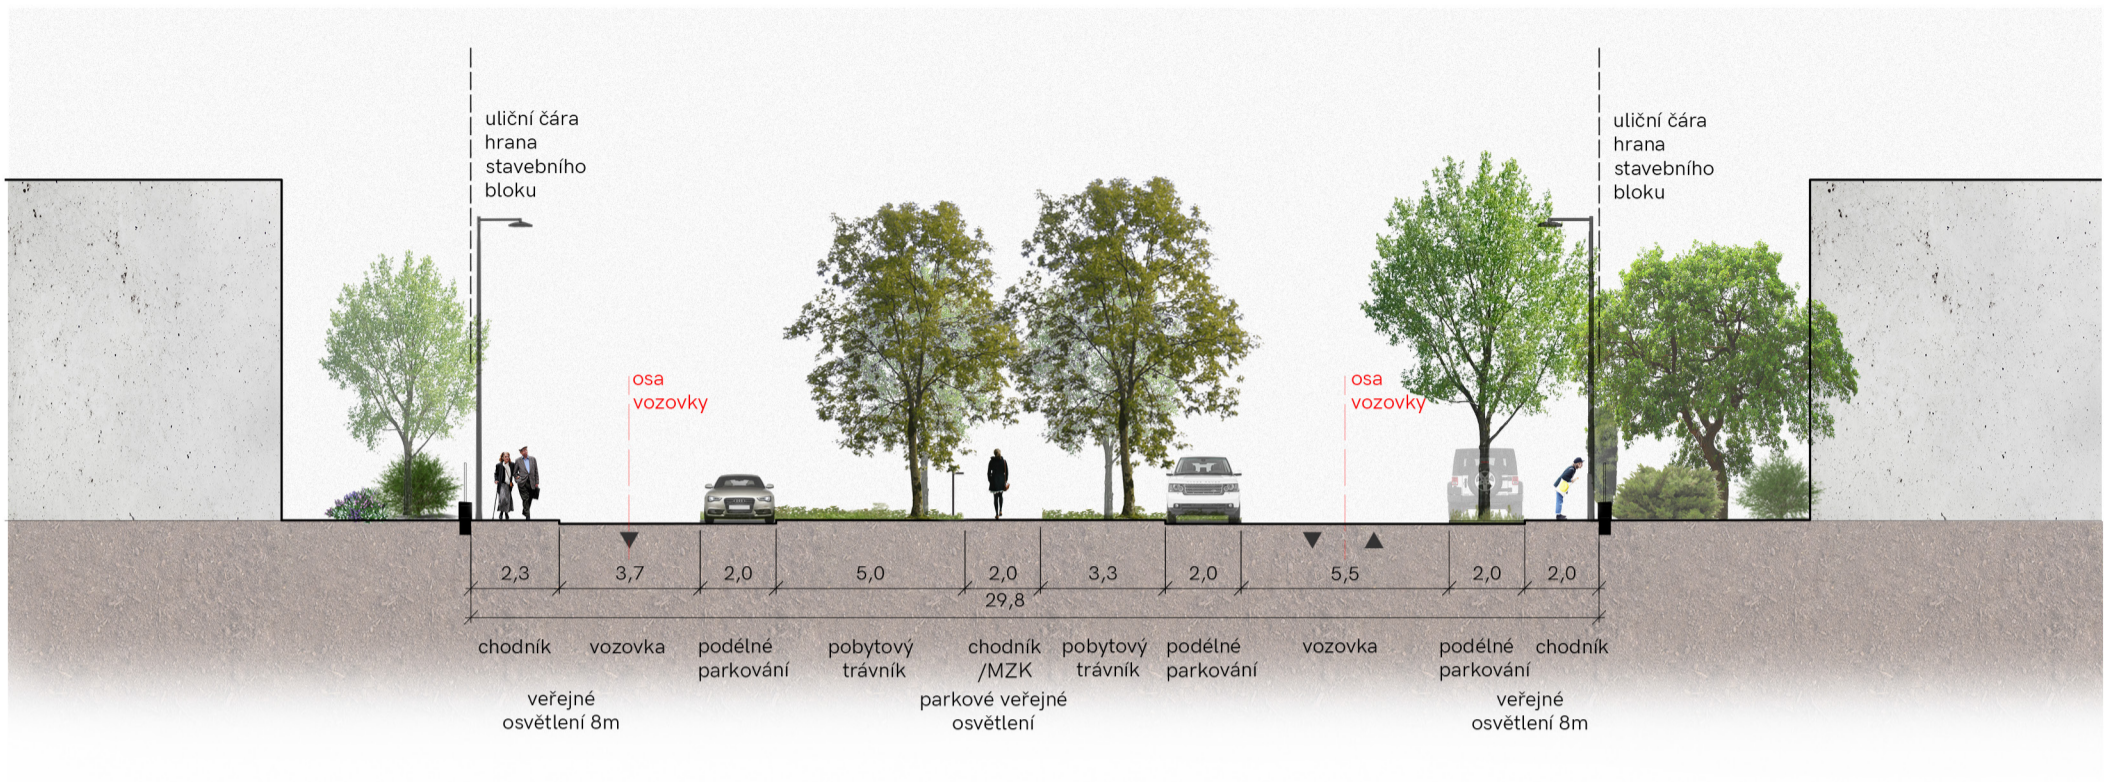 uliční čára
hrana
stavebního
bloku
uliční čára
hrana
stavebního
bloku
osa
vozovky
osa
vozovky
2,3
3,7
2,0
5,0
2,0
3,3
2,0
5,5
2,0
2,0
29,8
chodník
vozovka
podélné
parkování
pobytový
trávník
chodník
/MZK
pobytový
trávník
podélné
parkování
vozovka
podélné
parkování
chodník
veřejné
osvětlení 8m
parkové veřejné
osvětlení
veřejné
osvětlení 8m